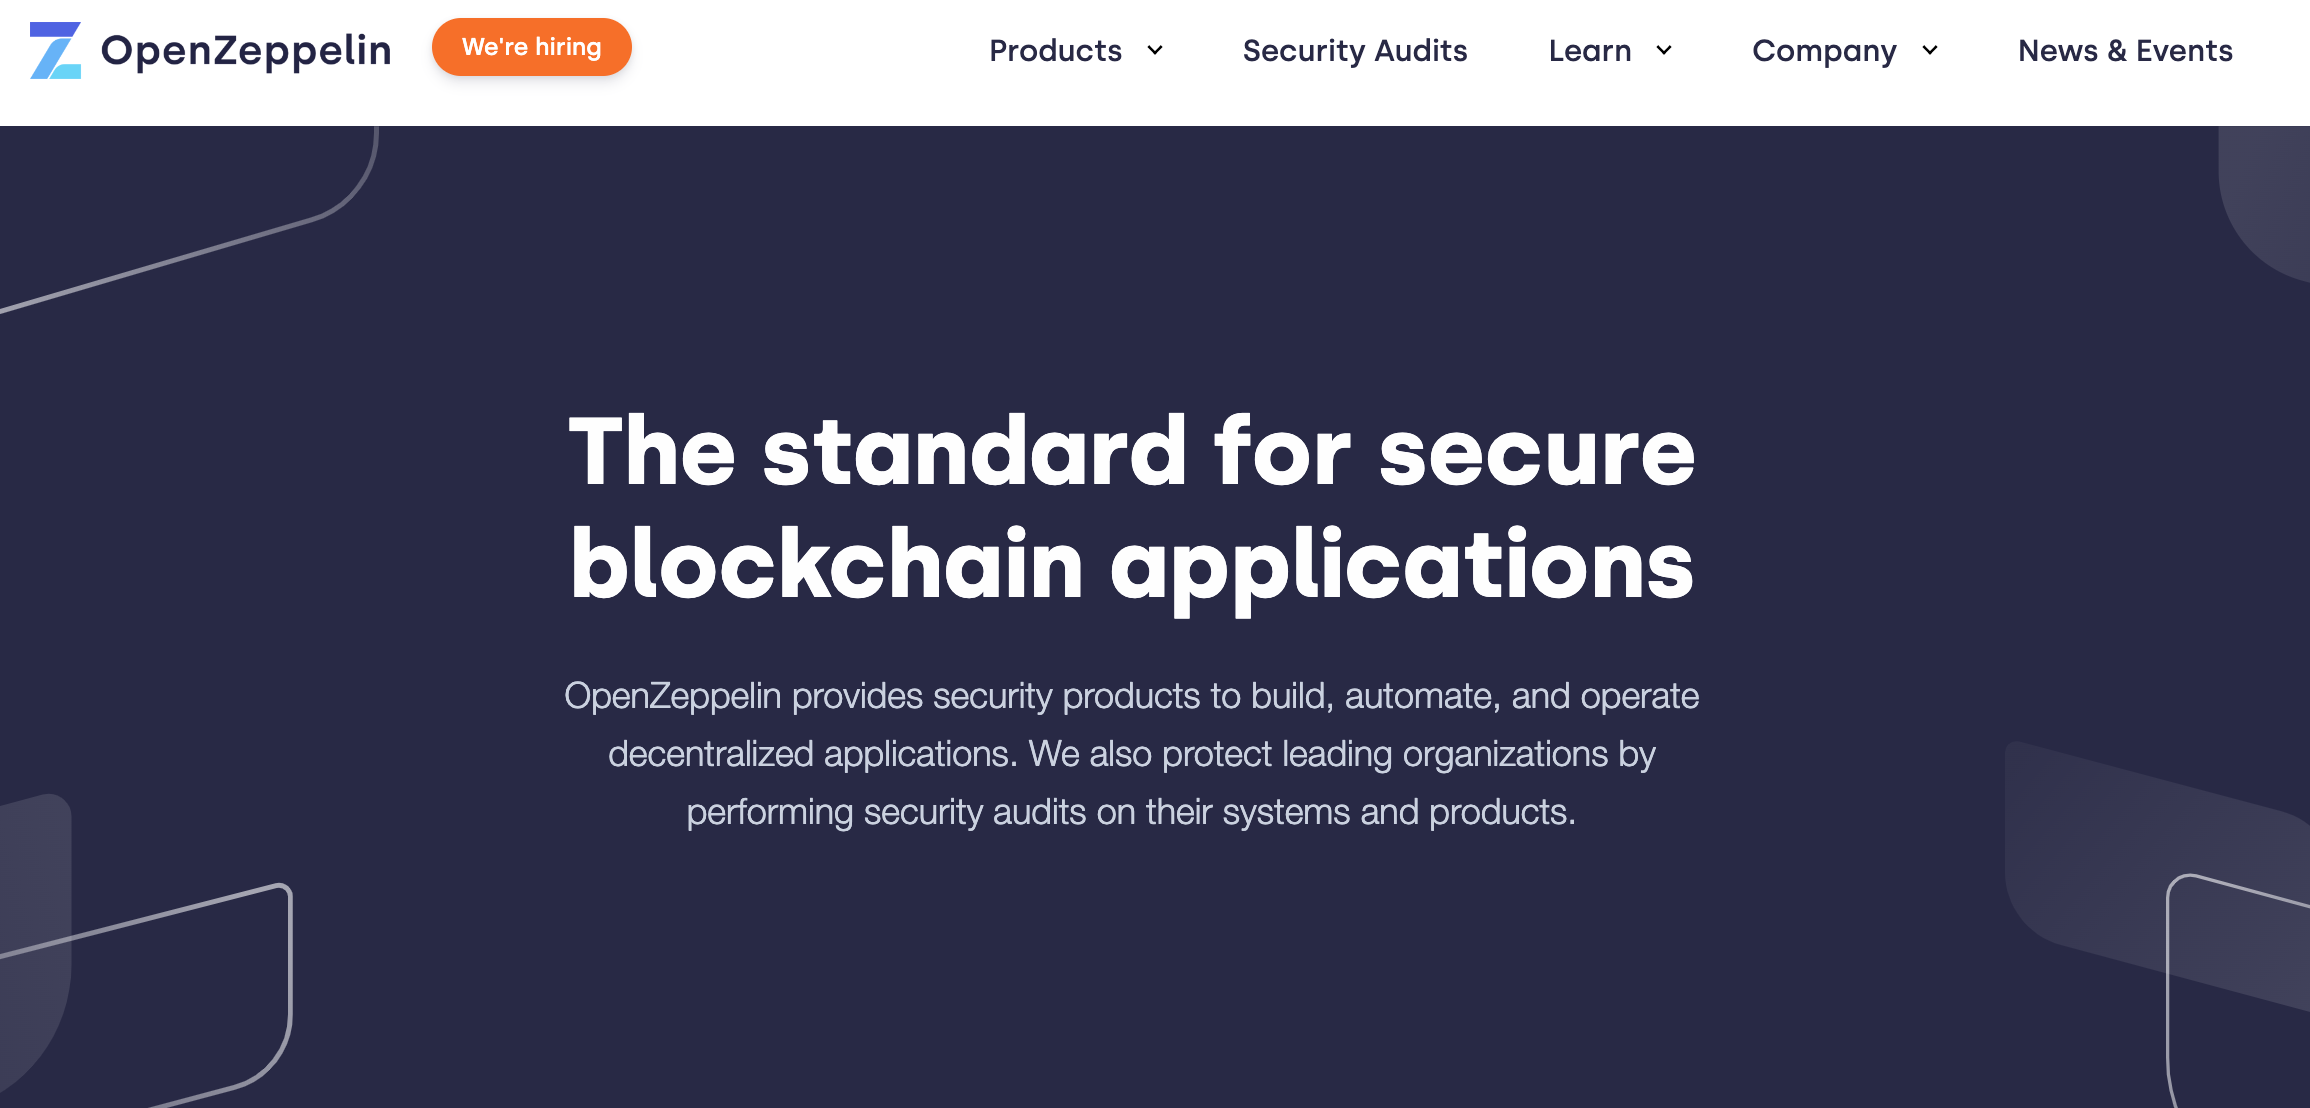 OpenZeppelin
We're hiring
Products
Security Audits
Learn
Company
News & Events
The standard for secure
blockchain applications
OpenZeppelin provides security products to build, automate, and operate
decentralized applications. We also protect leading organizations by
performing security audits on their systems and products.